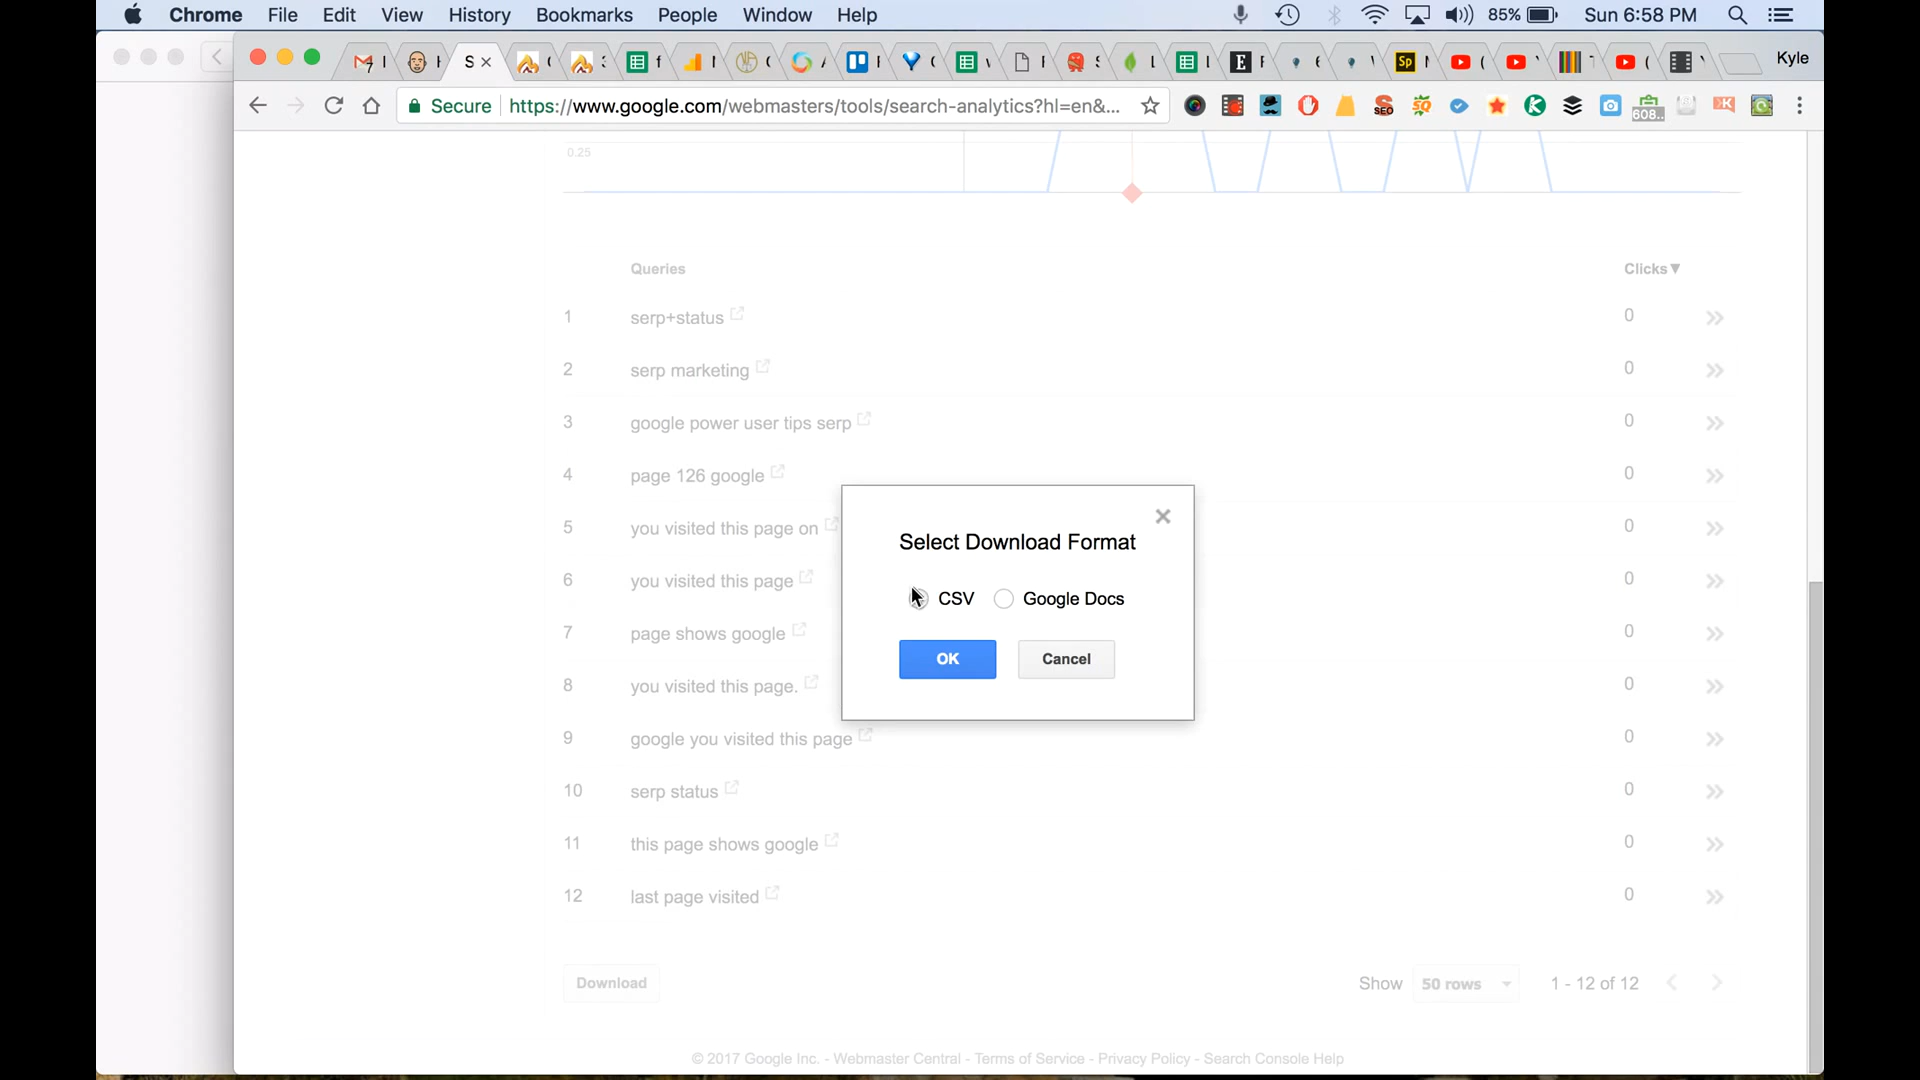 Chrome File Edit View History Bookmarks People Window Help 85% Sun 6:58 PM
S Sp Kyle
Secure https://www.google.com/webmasters/tools/search-analytics?hl=en&... SEO 608..
0.25
Queries Clicks▼
1 serp+status 0
2 serp marketing 0
3 google power user tips serp 0
4 page 126 google 0
5 you visited this page on 0
6 you visited this page 0
7 page shows google 0
8 you visited this page. 0
9 google you visited this page 0
10 serp status 0
11 this page shows google 0
12 last page visited 0
Select Download Format
CSV Google Docs
OK Cancel
Download Show 50 rows 1 - 12 of 12
© 2017 Google Inc. - Webmaster Central - Terms of Service - Privacy Policy - Search Console Help